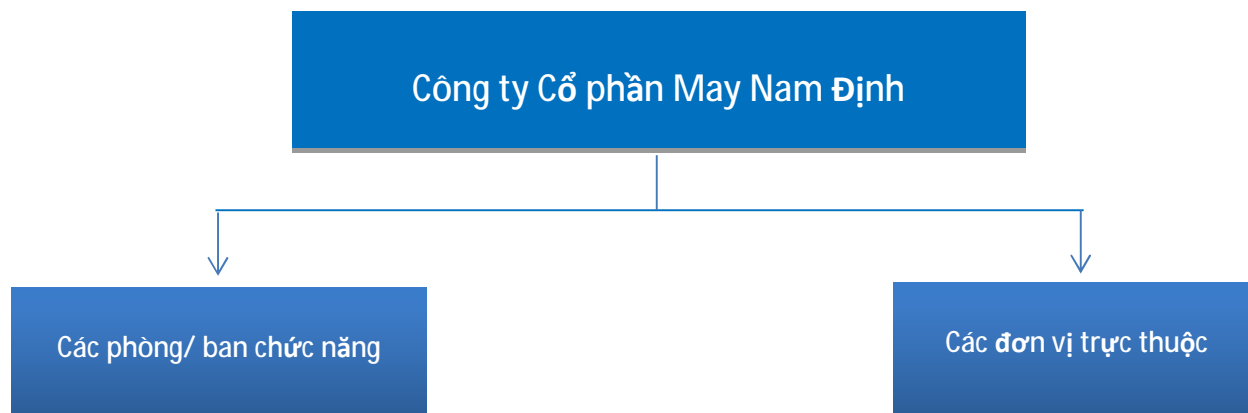 Công ty Cổ phần May Nam Định
Các phòng/ ban chức năng
Các đơn vị trực thuộc